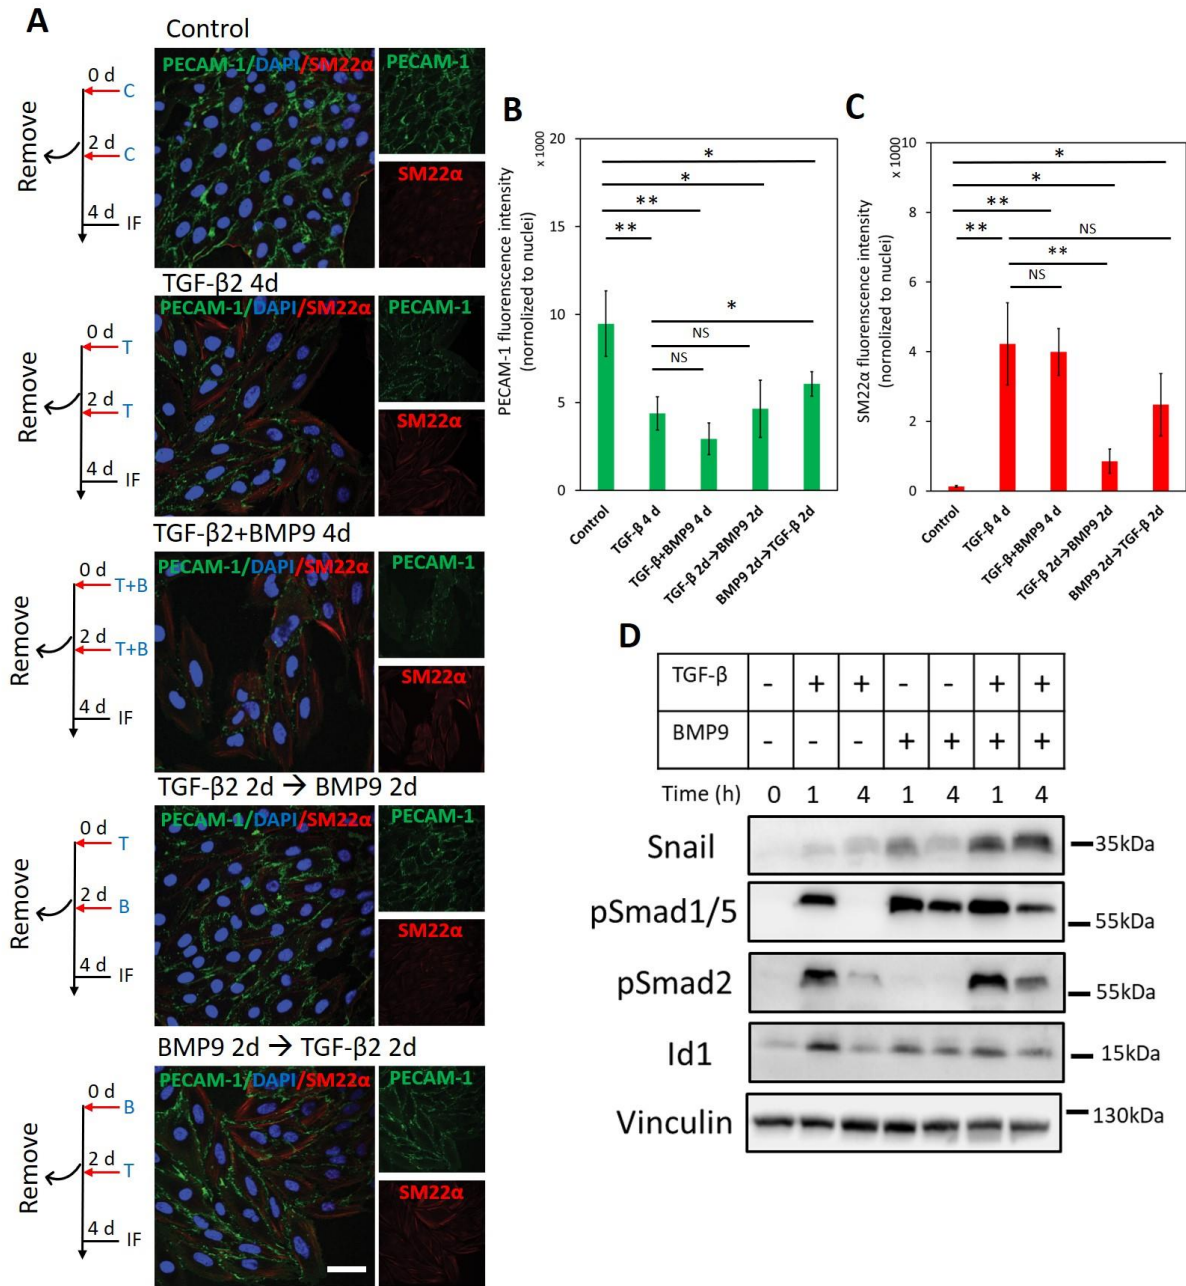 A
Control
0 d
C
Remove
2 d
C
4 d IF
PECAM-1/DAPI/SM22α
PECAM-1
SM22α
TGF-β2 4d
0 d
T
Remove
2 d
T
4 d IF
PECAM-1/DAPI/SM22α
PECAM-1
SM22α
TGF-β2+BMP9 4d
0 d
T+B
Remove
2 d
T+B
4 d IF
PECAM-1/DAPI/SM22α
PECAM-1
SM22α
TGF-β2 2d → BMP9 2d
0 d
T
Remove
2 d
B
4 d IF
PECAM-1/DAPI/SM22α
PECAM-1
SM22α
BMP9 2d → TGF-β2 2d
0 d
B
Remove
2 d
T
4 d IF
PECAM-1/DAPI/SM22α
PECAM-1
SM22α
B
PECAM-1 fluorescence intensity
(nornolized to nuclei)
x 1000
20
15
10
5
0
*
*
**
**
*
NS
NS
Control
TGF-β 4 d
TGF-β+BMP9 4 d
TGF-β 2d→BMP9 2d
BMP9 2d→TGF-β 2d
C
SM22α fluorescence intensity
(nornolized to nuclei)
x 1000
10
8
6
4
2
0
*
*
**
**
NS
**
NS
Control
TGF-β 4 d
TGF-β+BMP9 4 d
TGF-β 2d→BMP9 2d
BMP9 2d→TGF-β 2d
D
TGF-β - + + - - + +
BMP9 - - - + + + +
Time (h) 0 1 4 1 4 1 4
Snail 35kDa
pSmad1/5 55kDa
pSmad2 55kDa
Id1 15kDa
Vinculin 130kDa